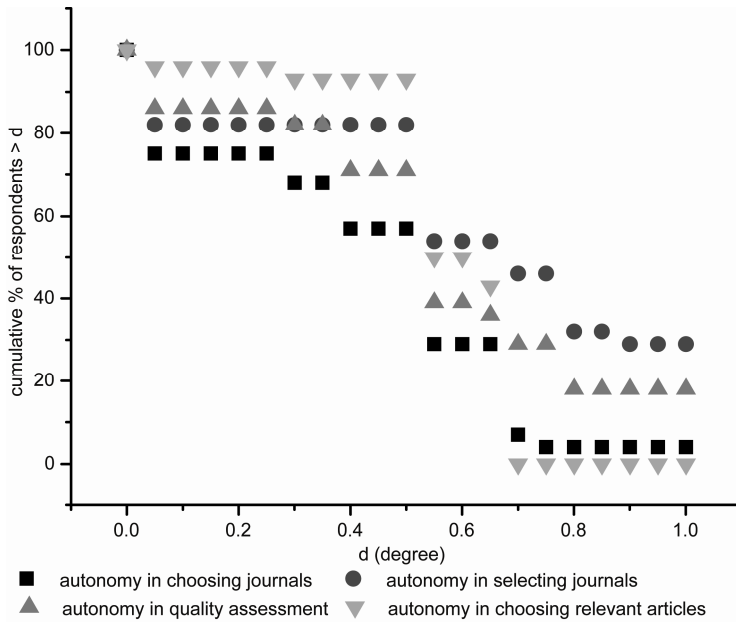 100
80
60
40
20
0
cumulative % of respondents > d
0.0 0.2 0.4 0.6 0.8 1.0
d (degree)
autonomy in choosing journals autonomy in selecting journals
autonomy in quality assessment autonomy in choosing relevant articles